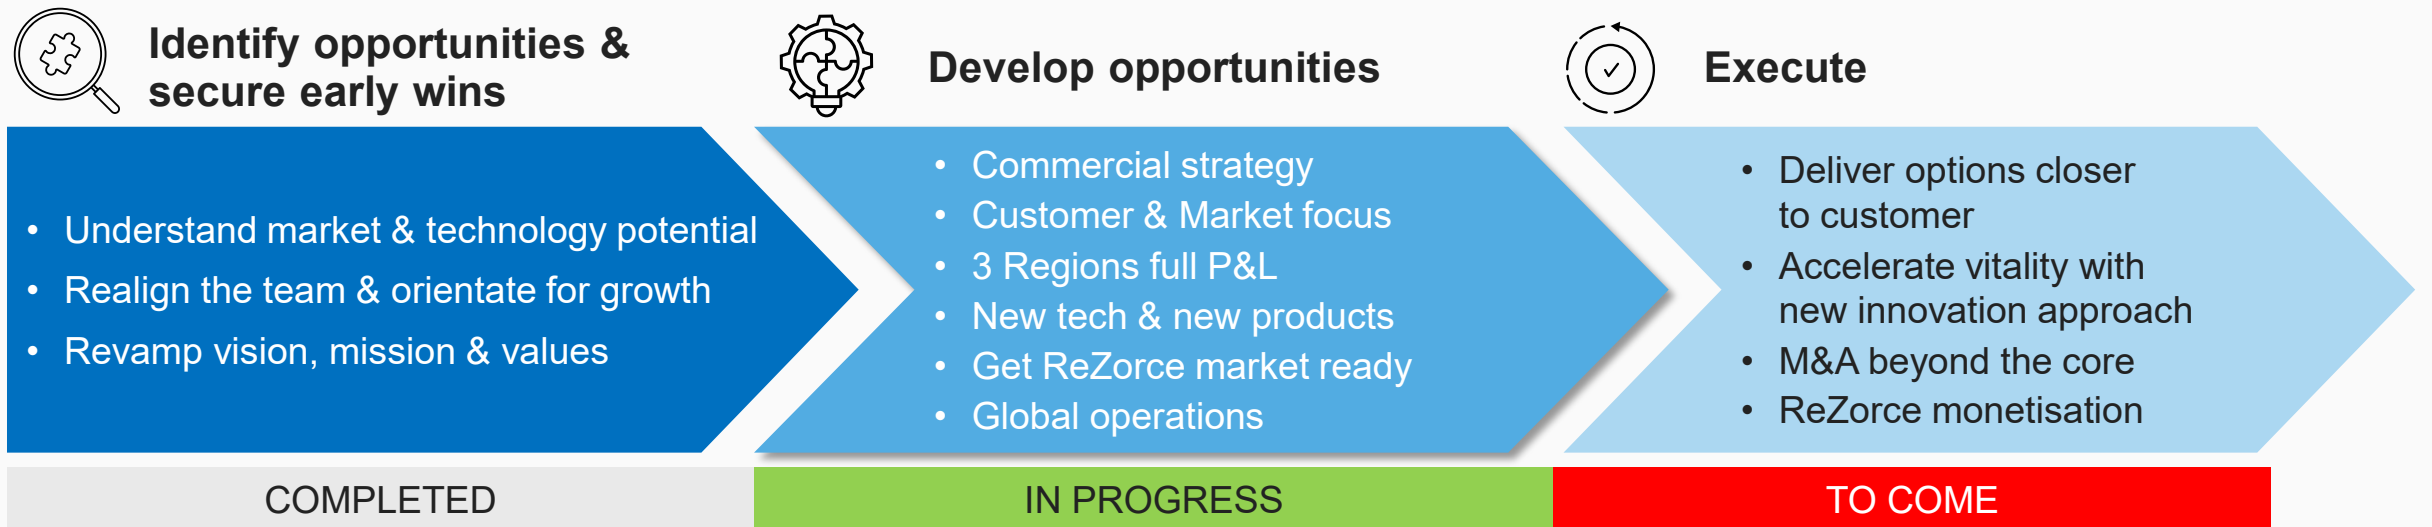 Identify opportunities &
secure early wins
• Understand market & technology potential
• Realign the team & orientate for growth
• Revamp vision, mission & values
COMPLETED
Develop opportunities
• Commercial strategy
• Customer & Market focus
• 3 Regions full P&L
• New tech & new products
• Get ReZorce market ready
• Global operations
IN PROGRESS
Execute
• Deliver options closer
to customer
• Accelerate vitality with
new innovation approach
• M&A beyond the core
• ReZorce monetisation
TO COME